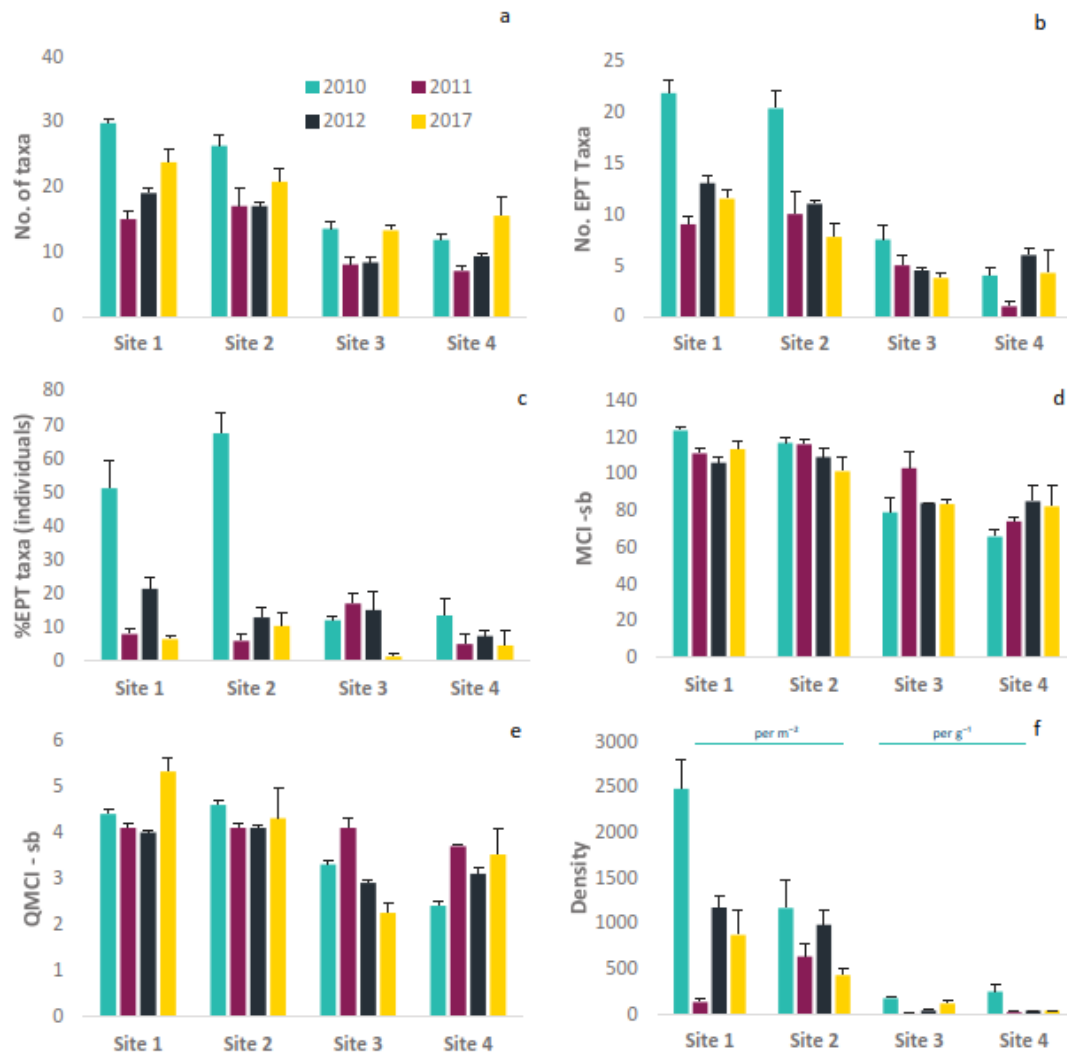 a
No. of taxa
40
30
20
10
0
2010 2011
2012 2017
Site 1 Site 2 Site 3 Site 4
b
No. EPT Taxa
25
20
15
10
5
0
Site 1 Site 2 Site 3 Site 4
c
%EPT taxa (individuals)
80
70
60
50
40
30
20
10
0
Site 1 Site 2 Site 3 Site 4
d
MCI -sb
140
120
100
80
60
40
20
0
Site 1 Site 2 Site 3 Site 4
e
QMCI - sb
6
5
4
3
2
1
0
Site 1 Site 2 Site 3 Site 4
f
per m⁻² per g⁻¹
Density
3000
2500
2000
1500
1000
500
0
Site 1 Site 2 Site 3 Site 4